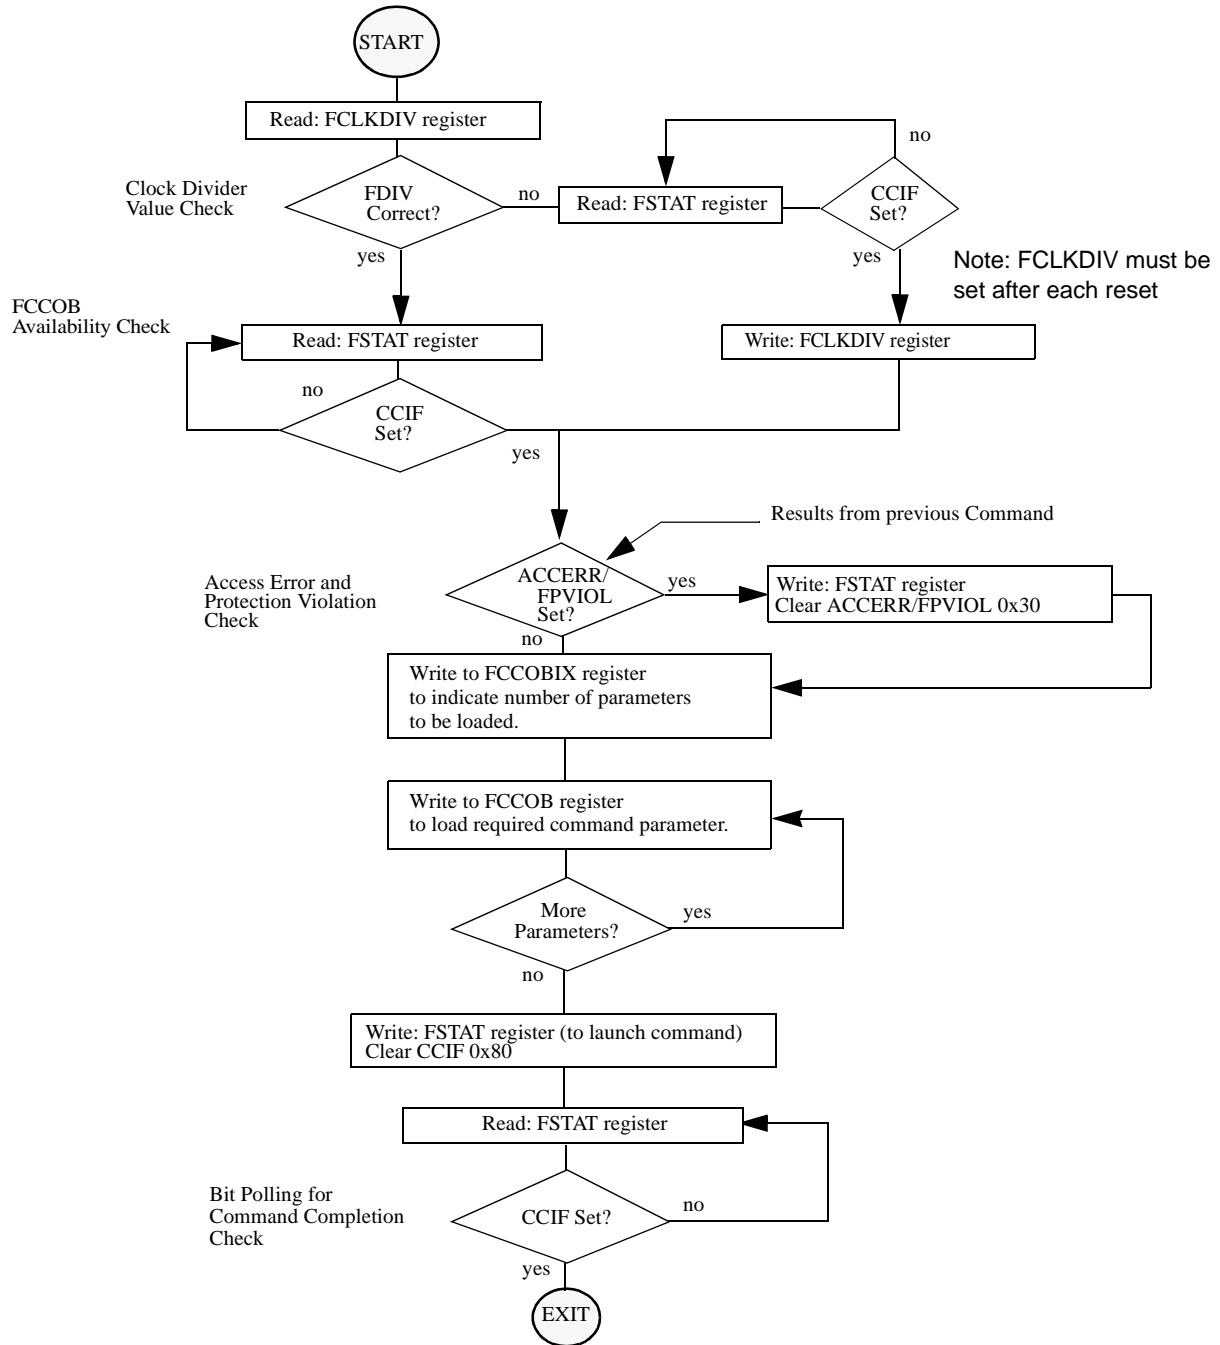 START
Read: FCLKDIV register
no
Clock Divider
Value Check
FDIV
Correct?
no
Read: FSTAT register
CCIF
Set?
yes
yes
Note: FCLKDIV must be
set after each reset
FCCOB
Availability Check
Read: FSTAT register
Write: FCLKDIV register
no
CCIF
Set?
yes
Results from previous Command
Access Error and
Protection Violation
Check
ACCERR/
FPVIOL
Set?
yes
Write: FSTAT register
Clear ACCERR/FPVIOL 0x30
no
Write to FCCOBIX register
to indicate number of parameters
to be loaded.
Write to FCCOB register
to load required command parameter.
More
Parameters?
yes
no
Write: FSTAT register (to launch command)
Clear CCIF 0x80
Read: FSTAT register
Bit Polling for
Command Completion
Check
CCIF Set?
no
yes
EXIT